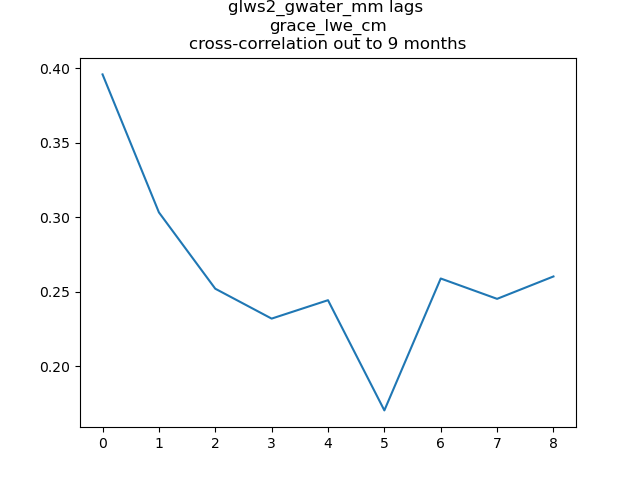 glws2_gwater_mm lags
grace_lwe_cm
cross-correlation out to 9 months
0.40
0.35
0.30
0.25
0.20
0 1 2 3 4 5 6 7 8